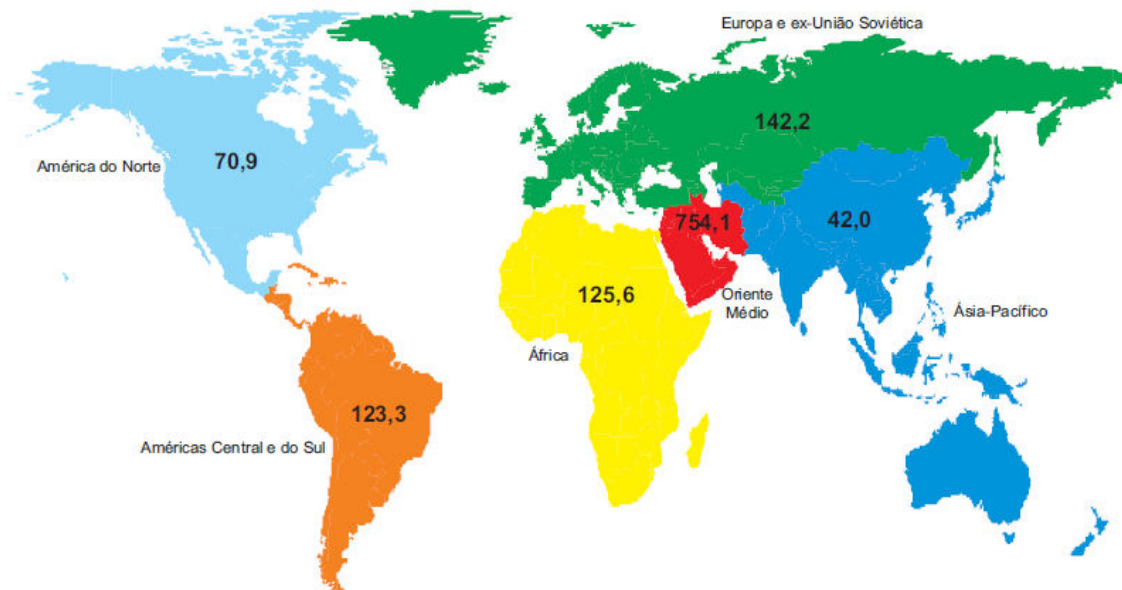 Europa e ex-União Soviética
142,2
América do Norte
70,9
754,1
42,0
125,6
Oriente
Médio
Ásia-Pacífico
África
123,3
Américas Central e do Sul